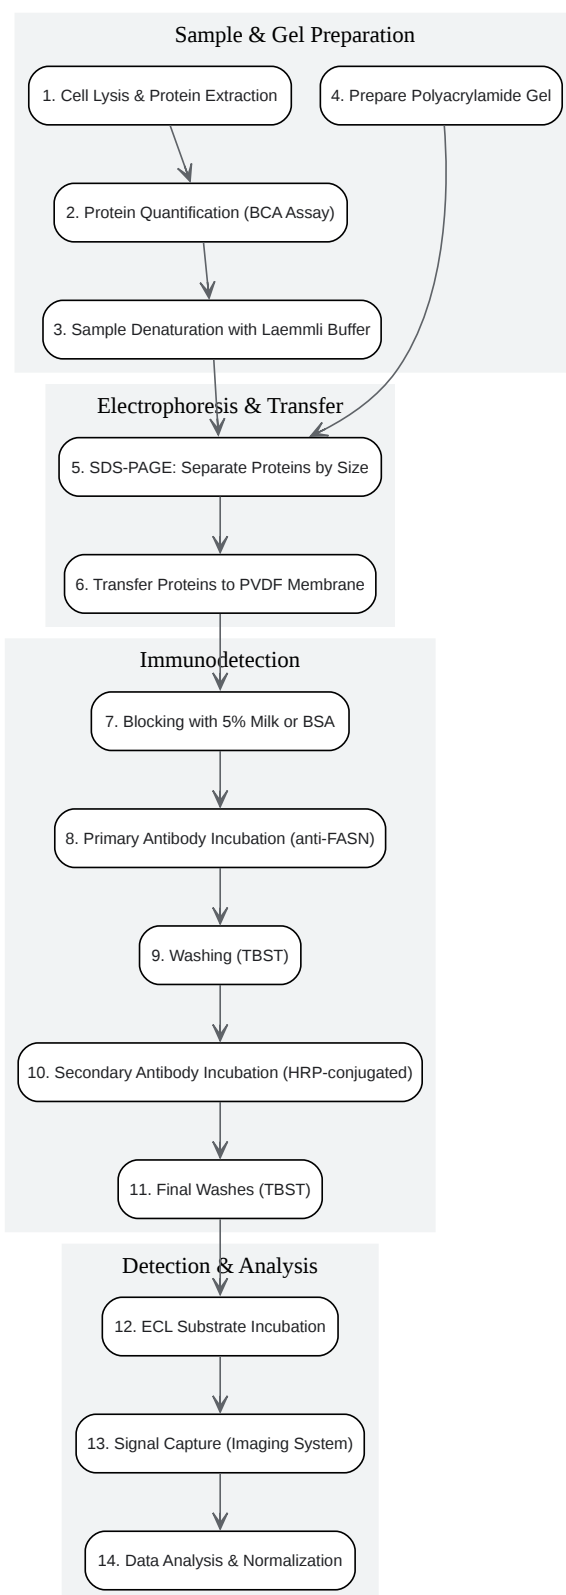 Sample & Gel Preparation
1. Cell Lysis & Protein Extraction
4. Prepare Polyacrylamide Gel
2. Protein Quantification (BCA Assay)
3. Sample Denaturation with Laemmli Buffer
Electrophoresis & Transfer
5. SDS-PAGE: Separate Proteins by Size
6. Transfer Proteins to PVDF Membrane
Immunodetection
7. Blocking with 5% Milk or BSA
8. Primary Antibody Incubation (anti-FASN)
9. Washing (TBST)
10. Secondary Antibody Incubation (HRP-conjugated)
11. Final Washes (TBST)
Detection & Analysis
12. ECL Substrate Incubation
13. Signal Capture (Imaging System)
14. Data Analysis & Normalization